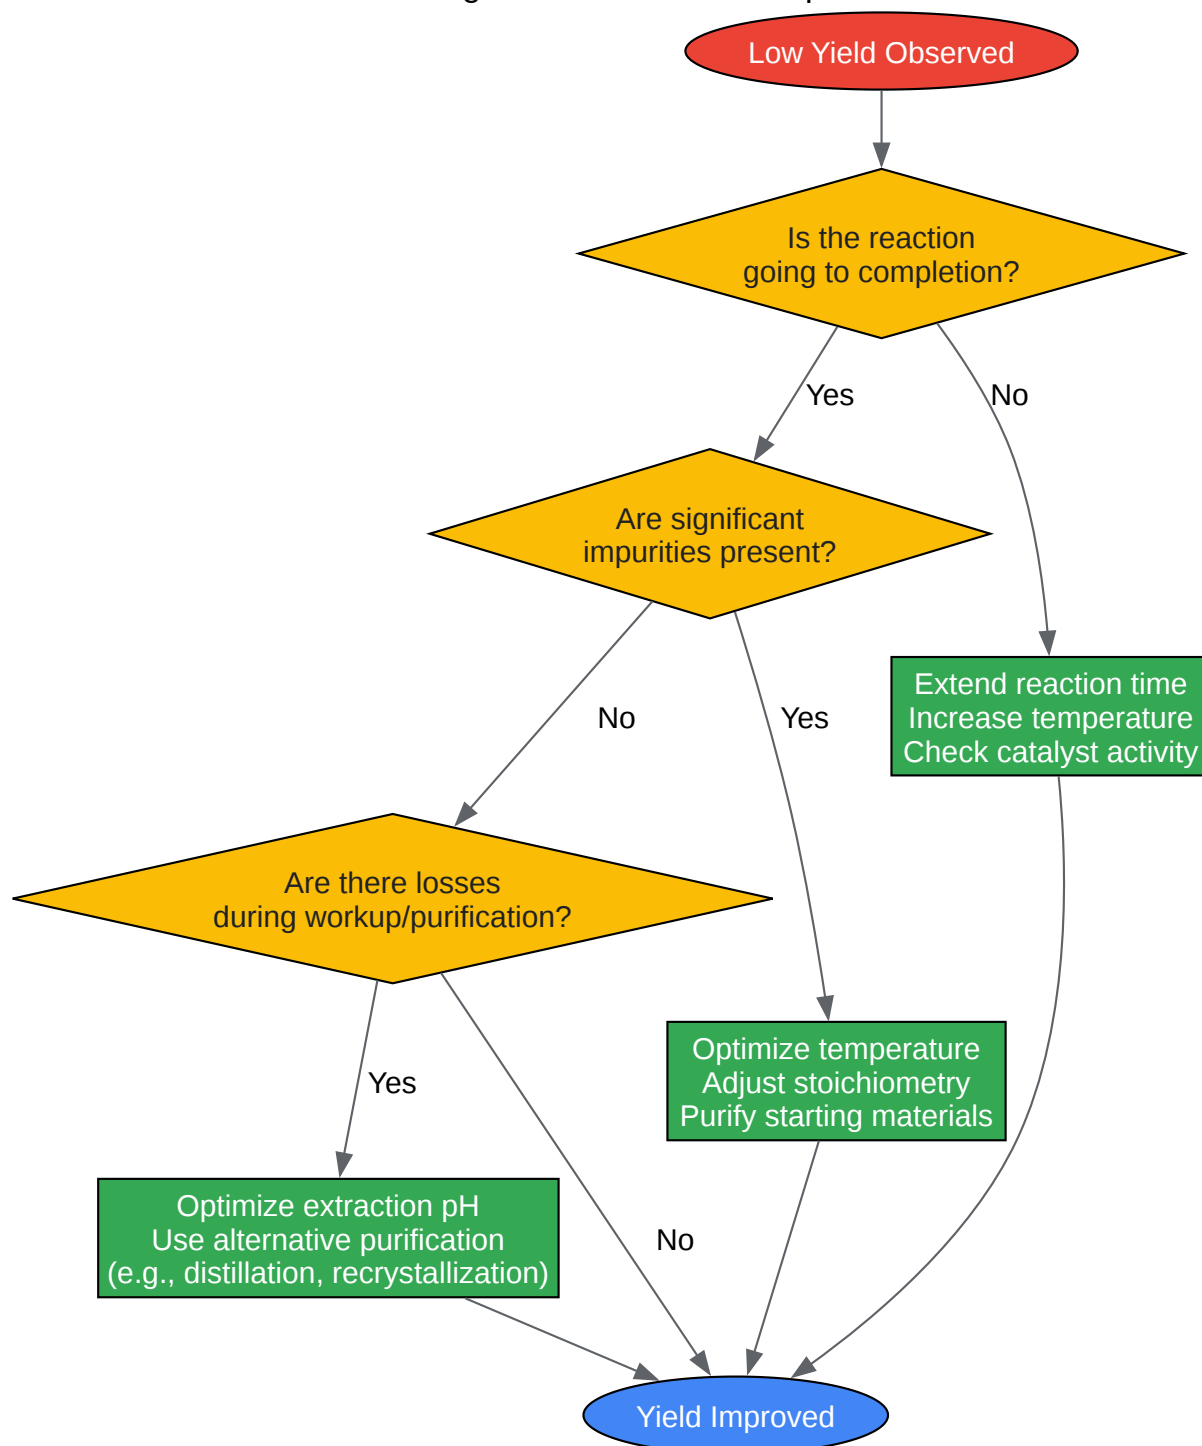 Low Yield Observed
Is the reaction
going to completion?
Yes
No
Are significant
impurities present?
No
Yes
Extend reaction time
Increase temperature
Check catalyst activity
Are there losses
during workup/purification?
Yes
No
Optimize temperature
Adjust stoichiometry
Purify starting materials
Optimize extraction pH
Use alternative purification
(e.g., distillation, recrystallization)
Yield Improved